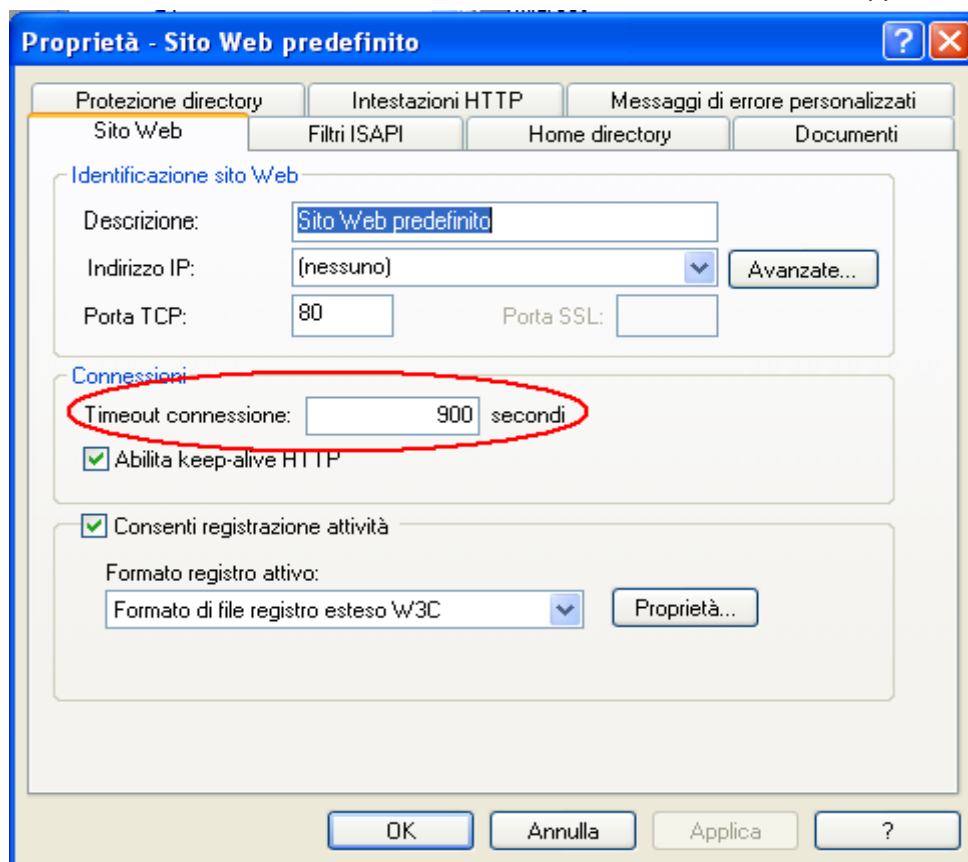 Proprietà - Sito Web predefinito
Protezione directory Intestazioni HTTP Messaggi di errore personalizzati
Sito Web Filtri ISAPI Home directory Documenti
Identificazione sito Web
Descrizione: Sito Web predefinito
Indirizzo IP: (nessuno) Avanzate...
Porta TCP: 80 Porta SSL:
Connessioni
Timeout connessione: 900 secondi
Abilita keep-alive HTTP
Consenti registrazione attività
Formato registro attivo:
Formato di file registro esteso W3C Proprietà...
OK Annulla Applica ?